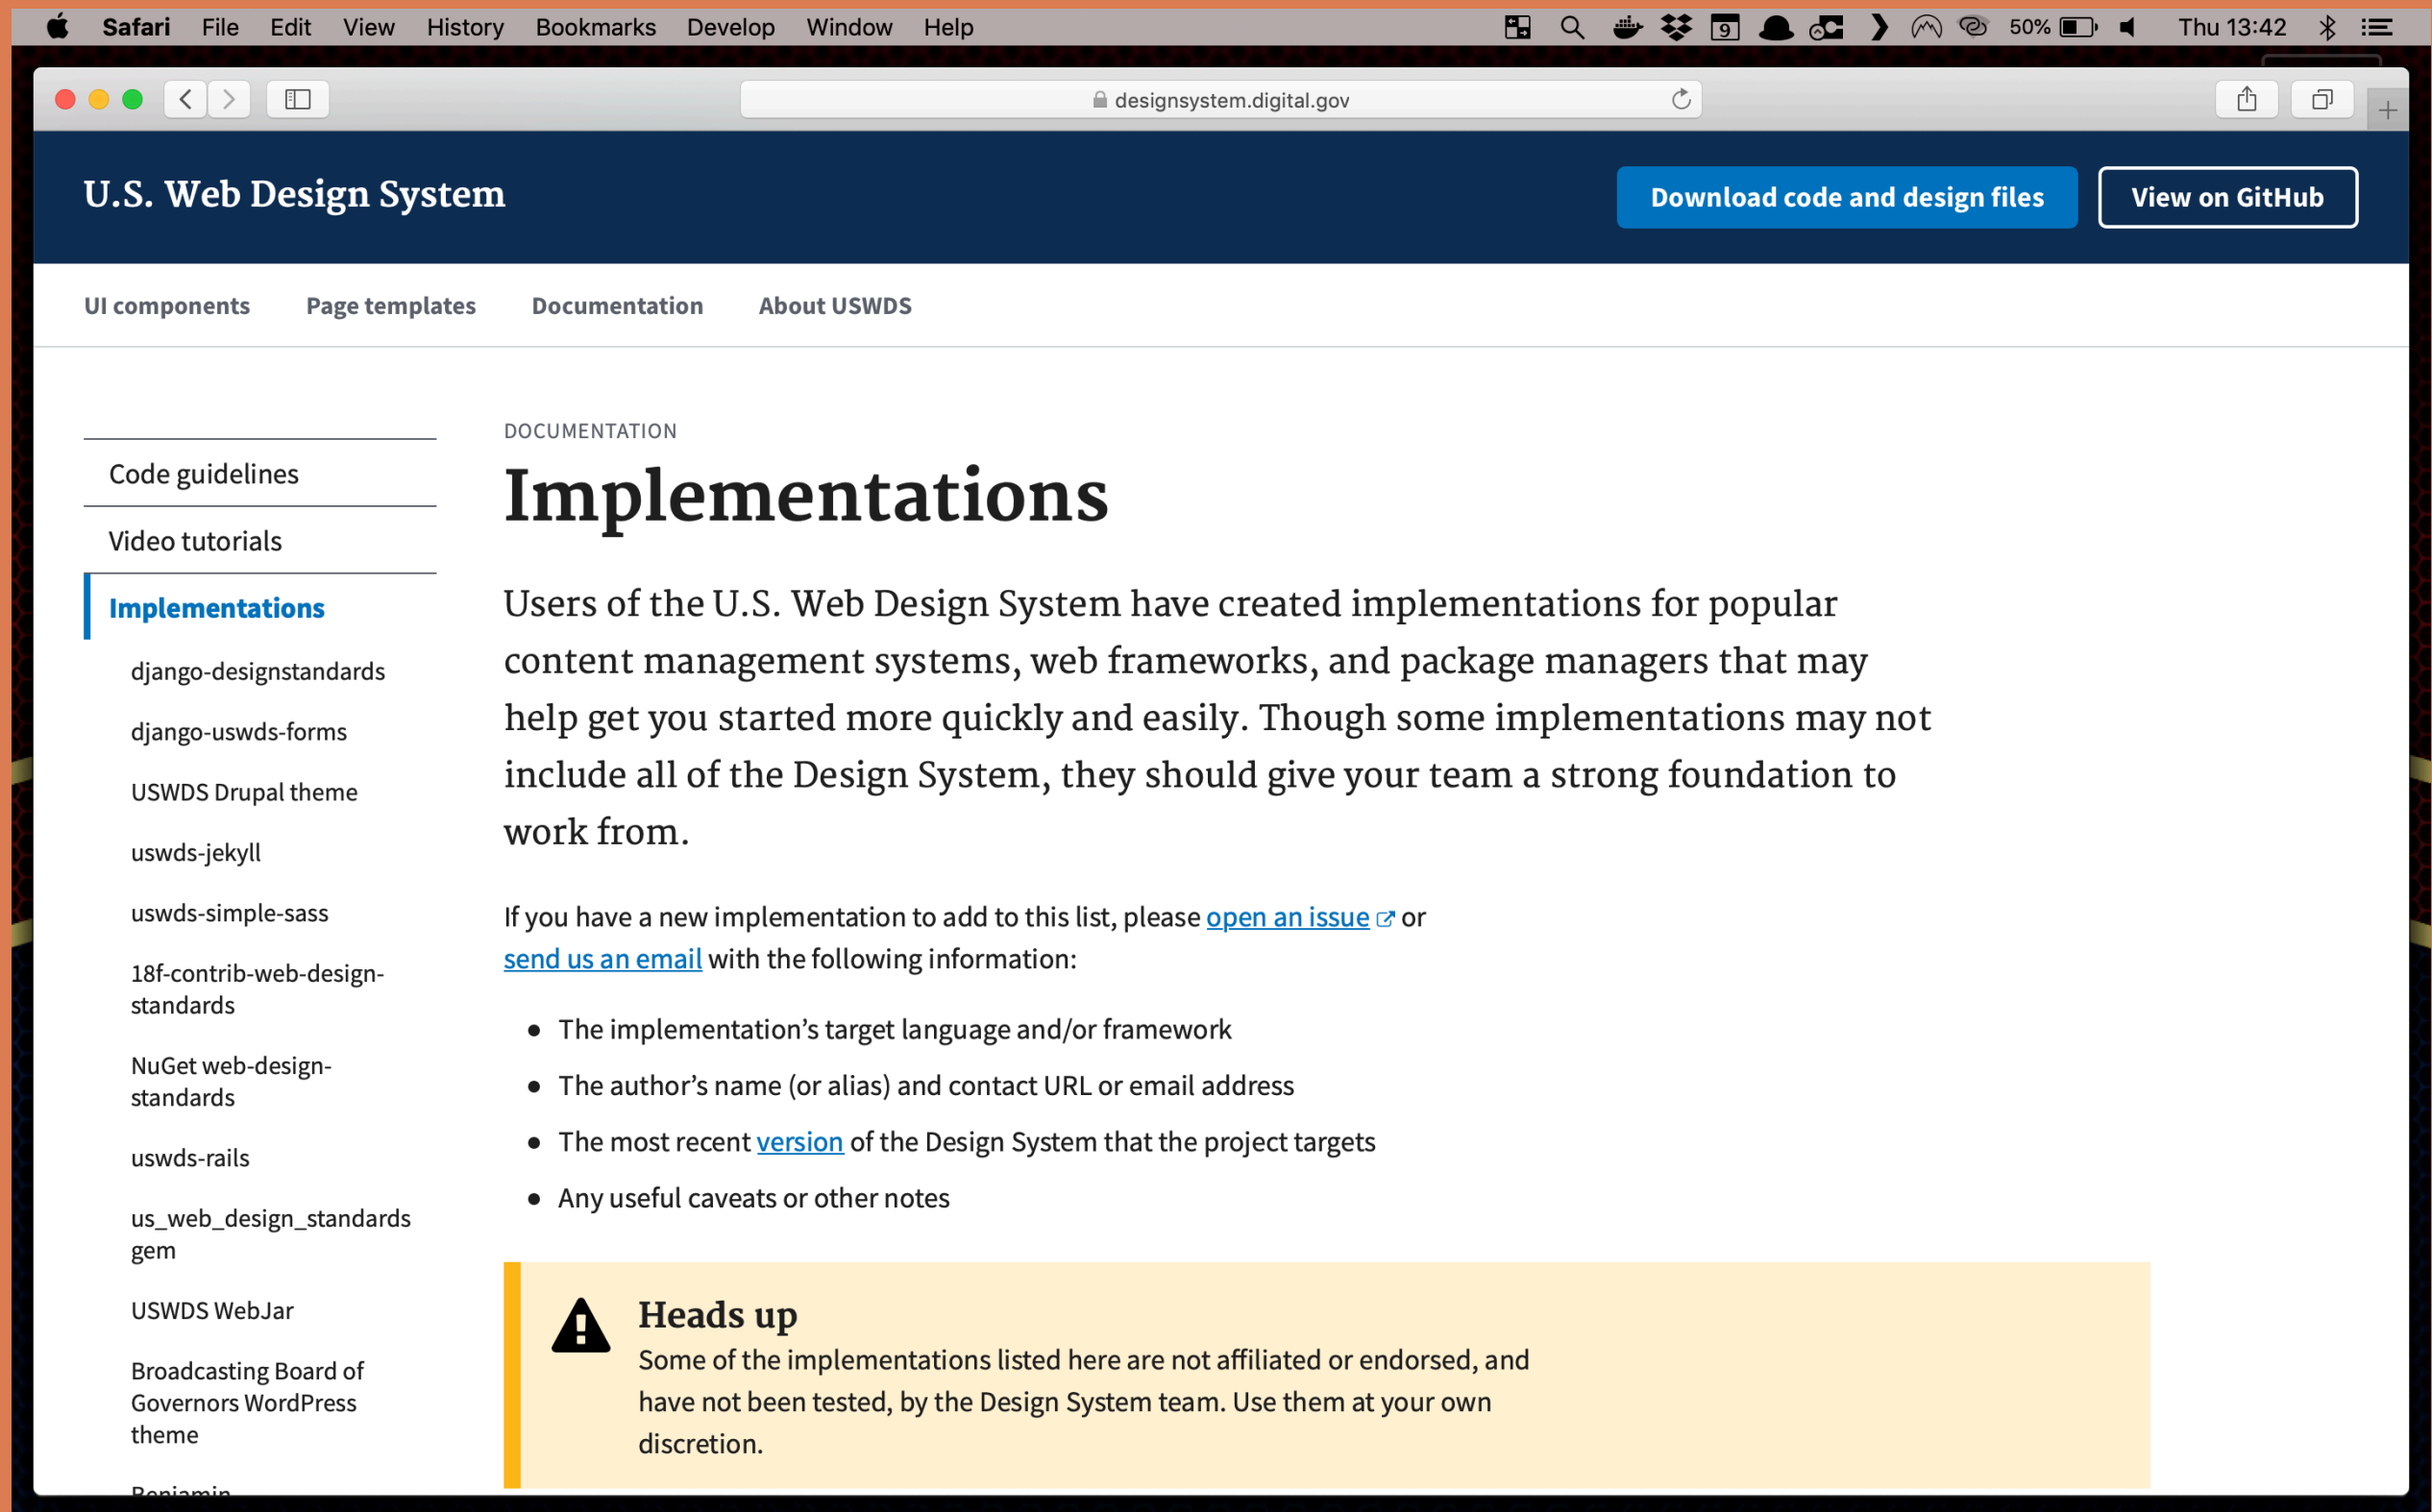 Safari File Edit View History Bookmarks Develop Window Help
9 50% Thu 13:42
designsystem.digital.gov
U.S. Web Design System
Download code and design files
View on GitHub
UI components Page templates Documentation About USWDS
Code guidelines
Video tutorials
Implementations
django-designstandards
django-uswds-forms
USWDS Drupal theme
uswds-jekyll
uswds-simple-sass
18f-contrib-web-design-
standards
NuGet web-design-
standards
uswds-rails
us_web_design_standards
gem
USWDS WebJar
Broadcasting Board of
Governors WordPress
theme
Benjamin
DOCUMENTATION
Implementations
Users of the U.S. Web Design System have created implementations for popular
content management systems, web frameworks, and package managers that may
help get you started more quickly and easily. Though some implementations may not
include all of the Design System, they should give your team a strong foundation to
work from.
If you have a new implementation to add to this list, please open an issue or
send us an email with the following information:
• The implementation’s target language and/or framework
• The author’s name (or alias) and contact URL or email address
• The most recent version of the Design System that the project targets
• Any useful caveats or other notes
Heads up
Some of the implementations listed here are not affiliated or endorsed, and
have not been tested, by the Design System team. Use them at your own
discretion.